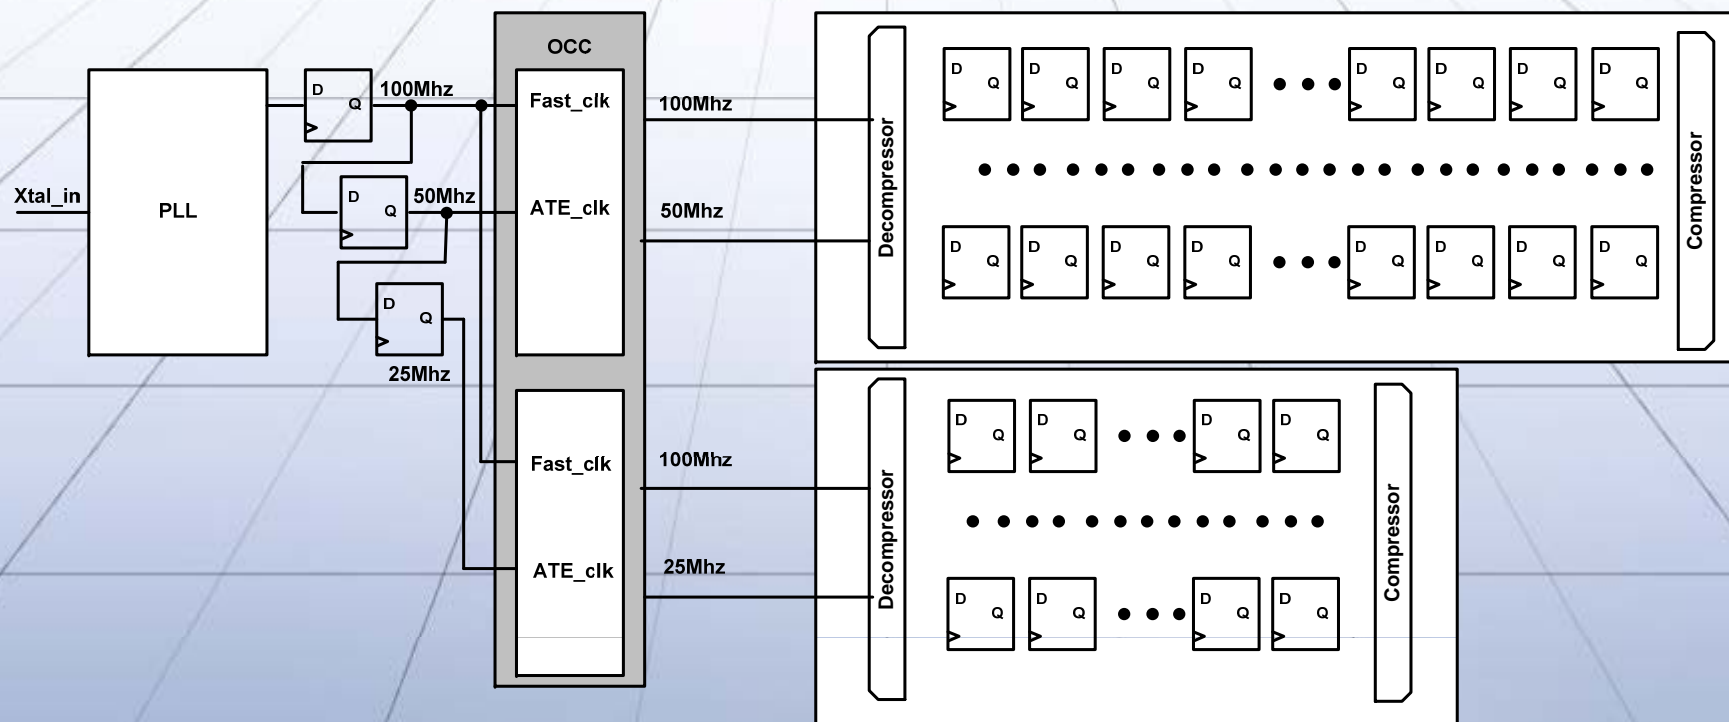 OCC
PLL
Xtal_in
D
Q
100Mhz
D
Q
50Mhz
D
Q
25Mhz
Fast_clk
ATE_clk
Fast_clk
ATE_clk
100Mhz
50Mhz
100Mhz
25Mhz
Decompressor
D Q D Q D Q D Q D Q D Q D Q D Q
D Q D Q D Q D Q D Q D Q D Q D Q
Compressor
Decompressor
D Q D Q D Q D Q
D Q D Q D Q D Q
Compressor